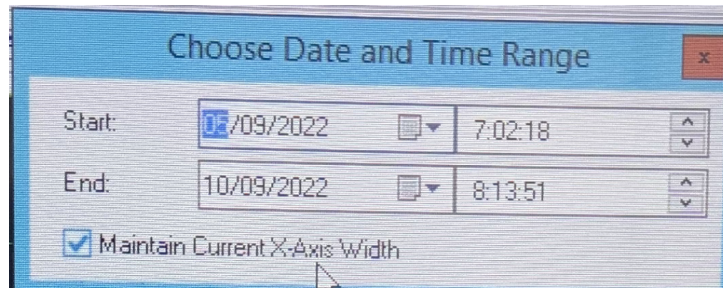 Choose Date and Time Range
x
Start: 05/09/2022 7:02:18
End: 10/09/2022 8:13:51
Maintain Current X-Axis Width